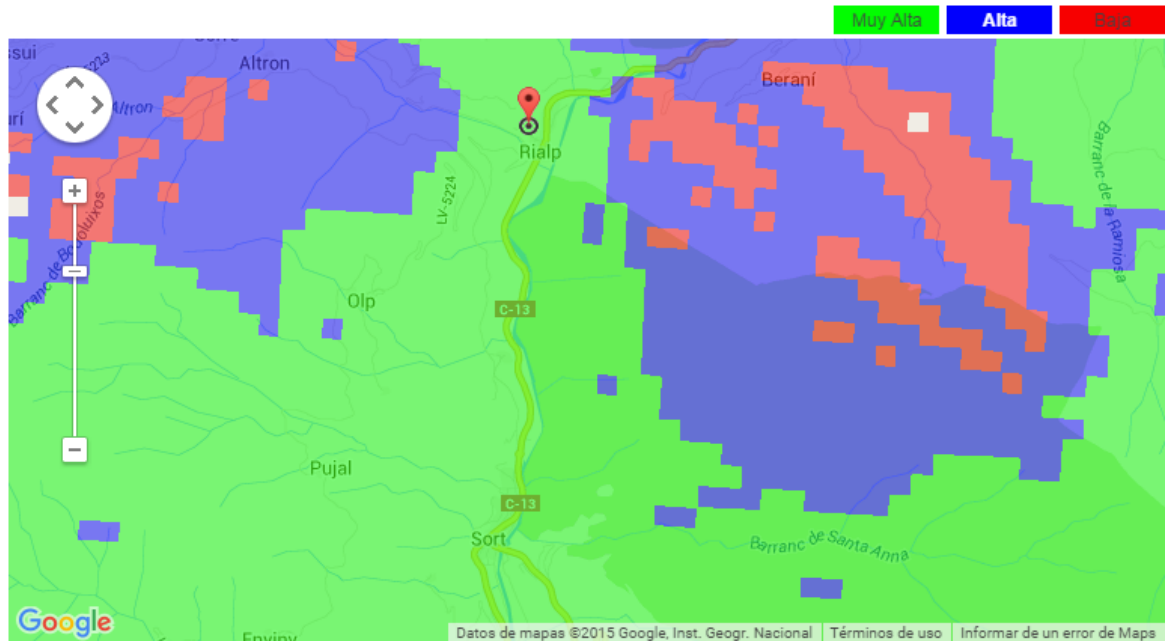 Muy Alta Alta Baja
Altron
Beraní
Altron
Rialp
LV-5224
Barranc de la Ramiosa
Olp
C-13
Pujal
C-13
Sort
Barranc de Santa Anna
Google
Datos de mapas ©2015 Google, Inst. Geogr. Nacional Términos de uso Informar de un error de Maps